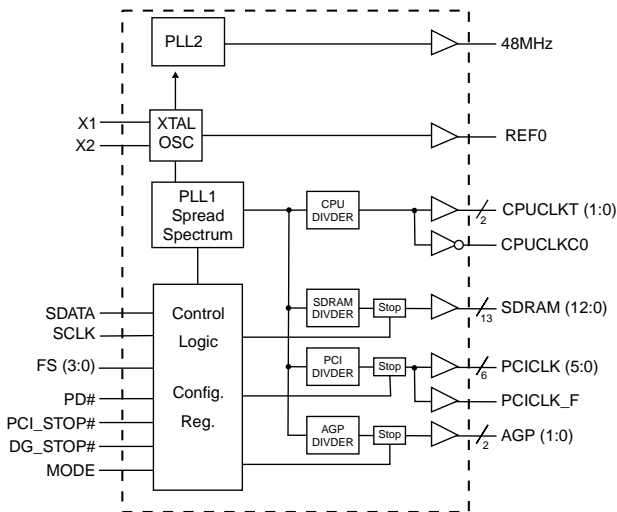 PLL2
48MHz
X1
X2
XTAL
OSC
REF0
PLL1
Spread
Spectrum
CPU
DIVDER
2
CPUCLKT (1:0)
CPUCLKC0
SDATA
SCLK
FS (3:0)
PD#
PCI_STOP#
DG_STOP#
MODE
Control
Logic
Config.
Reg.
SDRAM
DIVDER
Stop
13
SDRAM (12:0)
PCI
DIVDER
Stop
6
PCICLK (5:0)
PCICLK_F
AGP
DIVDER
Stop
2
AGP (1:0)